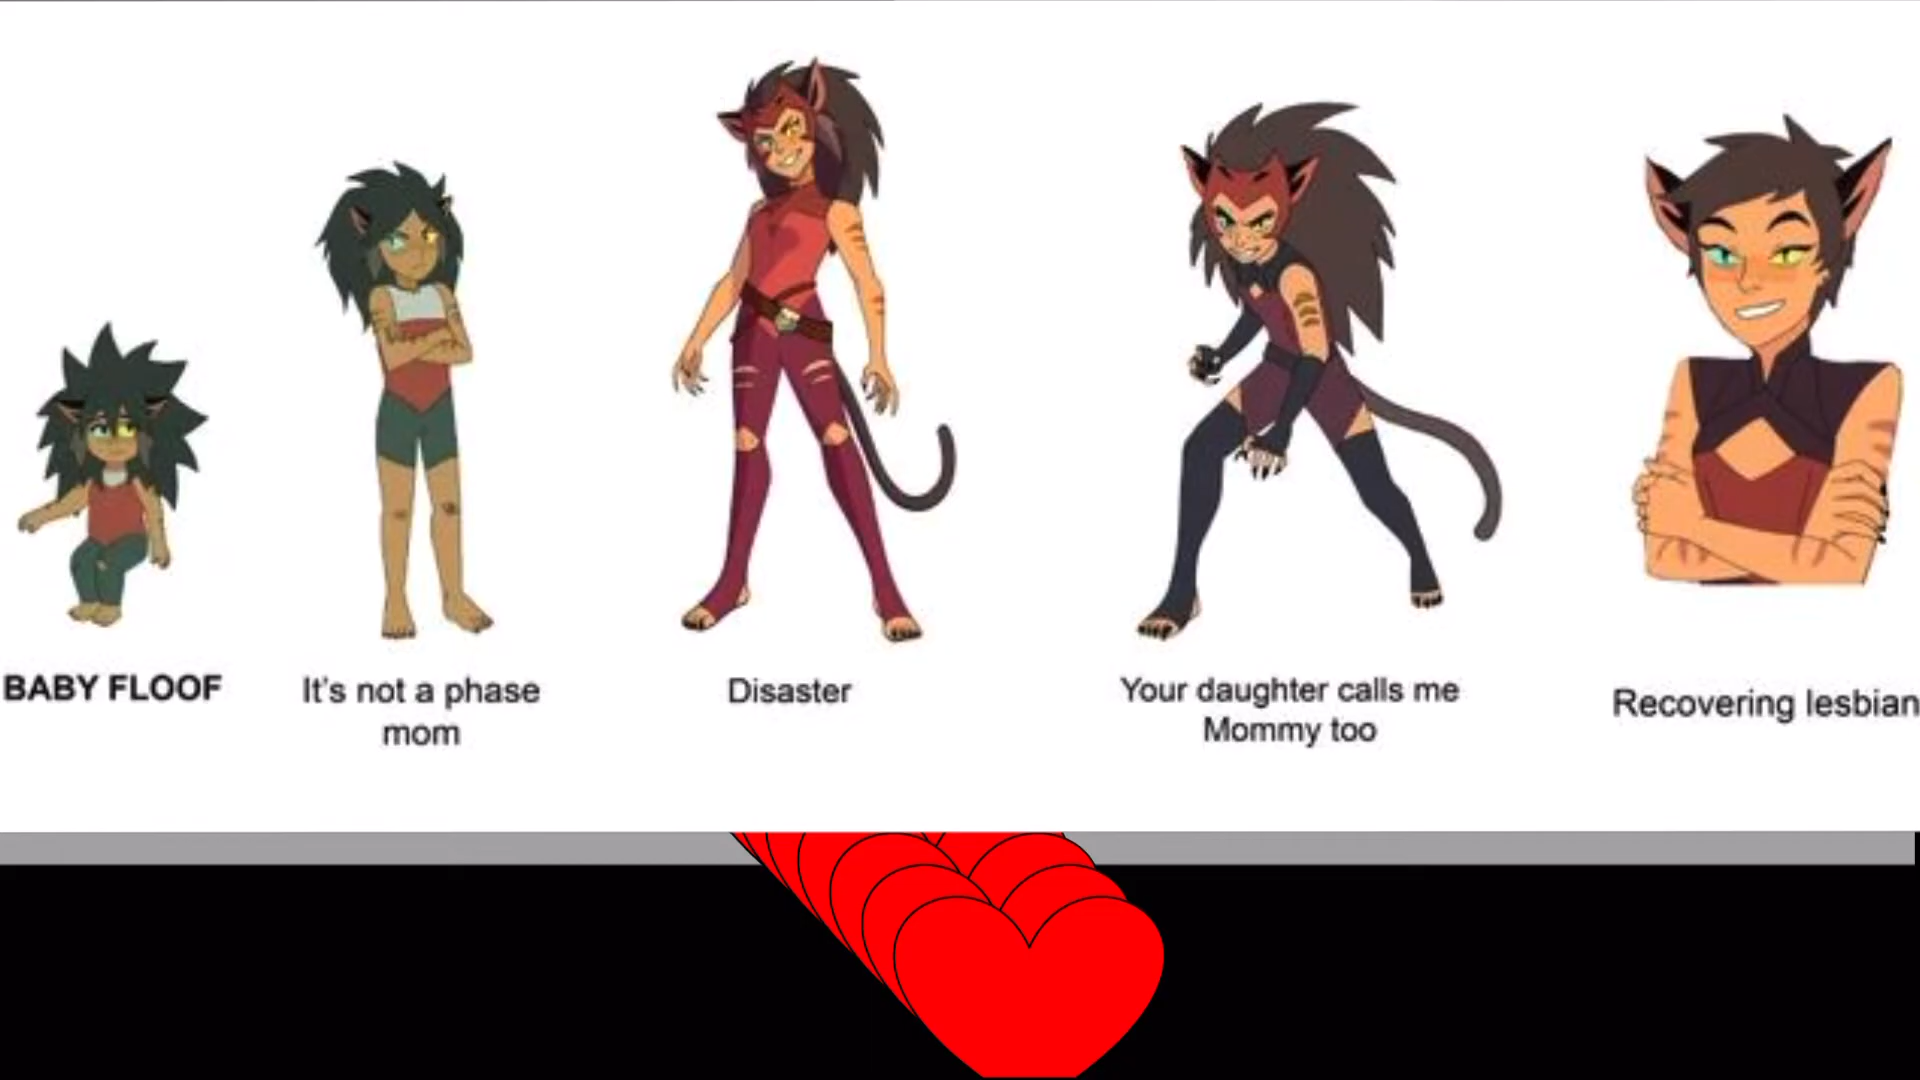 BABY FLOOF
It's not a phase
mom
Disaster
Your daughter calls me
Mommy too
Recovering lesbian